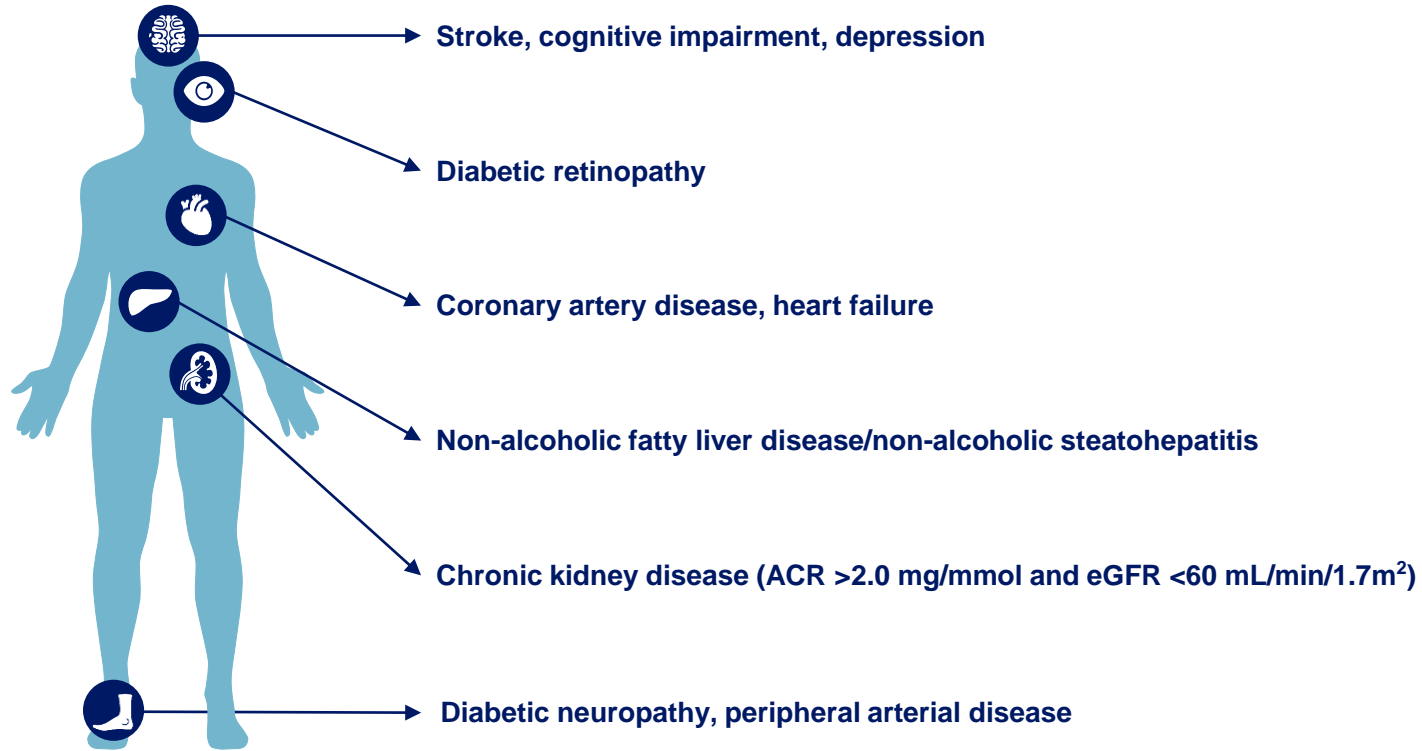 Stroke, cognitive impairment, depression
Diabetic retinopathy
Coronary artery disease, heart failure
Non-alcoholic fatty liver disease/non-alcoholic steatohepatitis
Chronic kidney disease (ACR >2.0 mg/mmol and eGFR <60 mL/min/1.7m²)
Diabetic neuropathy, peripheral arterial disease